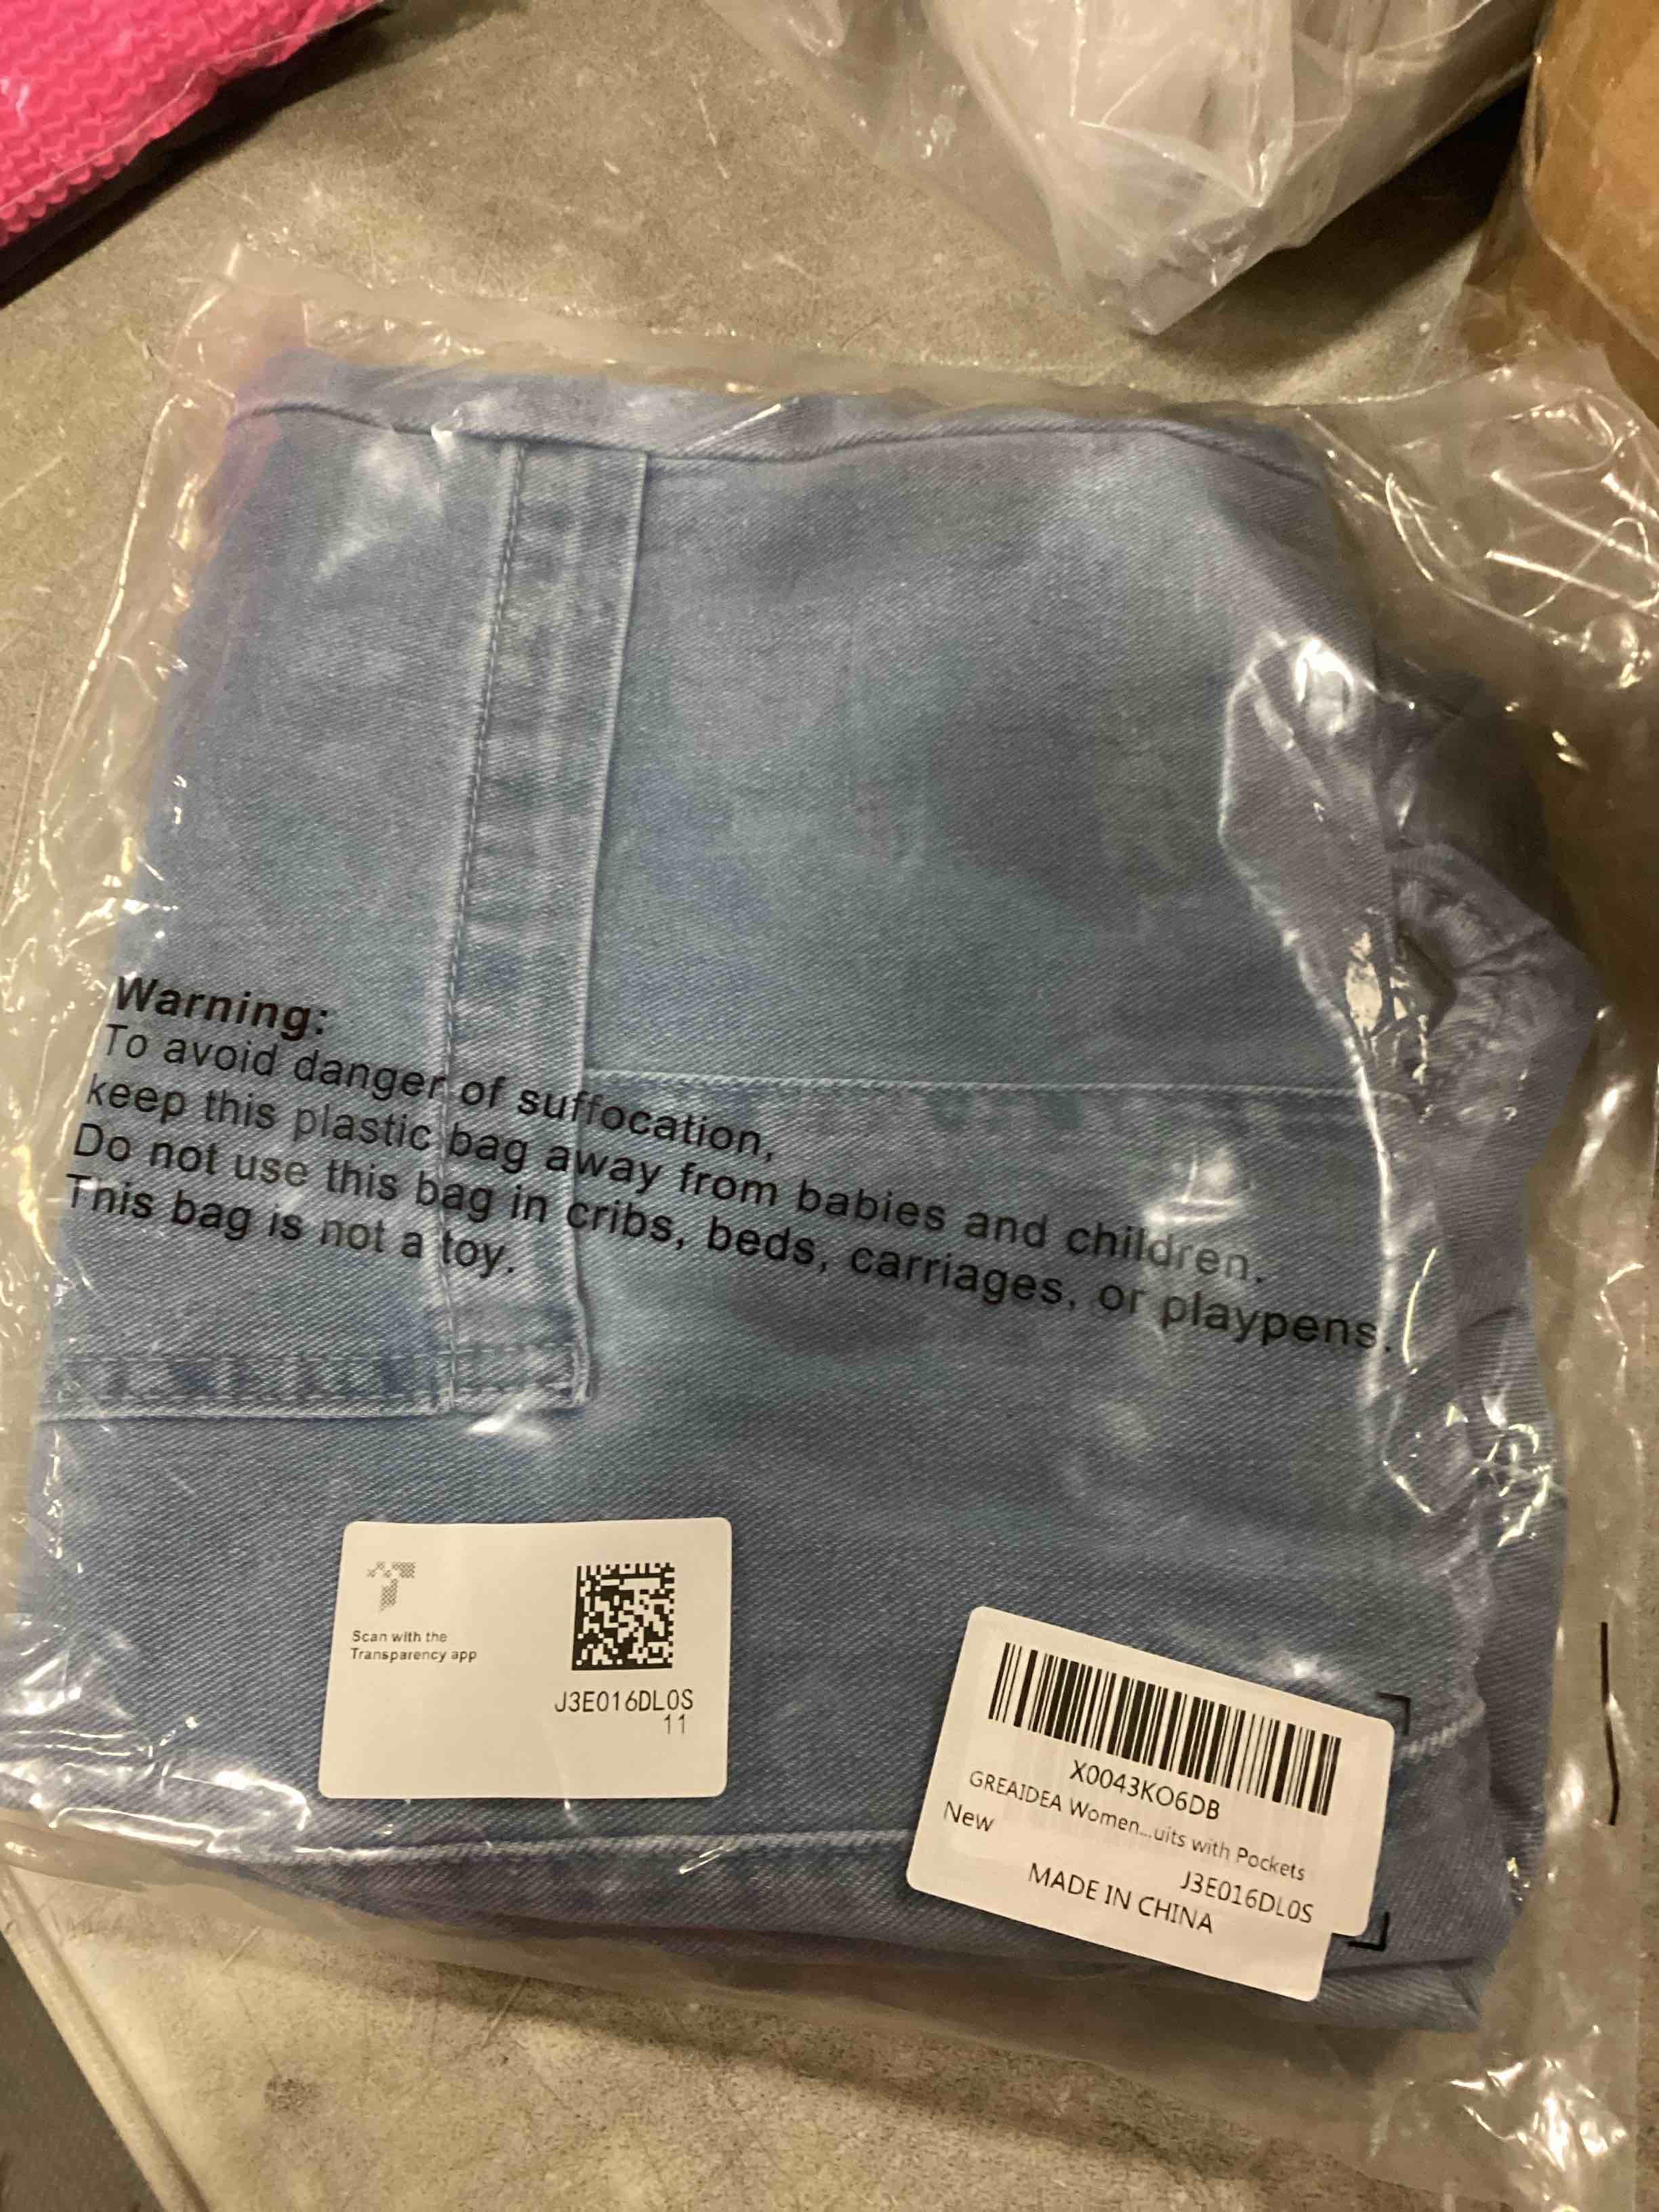 Warning:
To avoid danger of suffocation,
keep this plastic bag away from babies and children.
Do not use this bag in cribs, beds, carriages, or playpens.
This bag is not a toy.
Scan with the
Transparency app
J3E016DL0S
11
X0043KO6DB
GREAIDEA Women...uits with Pockets
New
J3E016DL0S
MADE IN CHINA